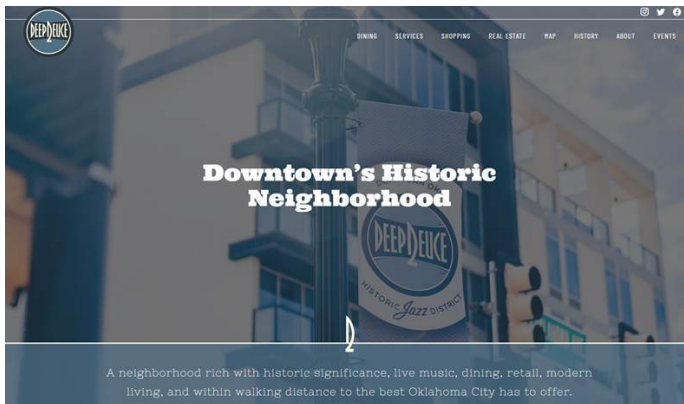 DEEP DEUCE
2
DINING SERVICES SHOPPING REAL ESTATE MAP HISTORY ABOUT EVENTS
Downtown's Historic
Neighborhood
DEEP DEUCE
2
HISTORIC Jazz DISTRICT
A neighborhood rich with historic significance, live music, dining, retail, modern
living, and within walking distance to the best Oklahoma City has to offer.